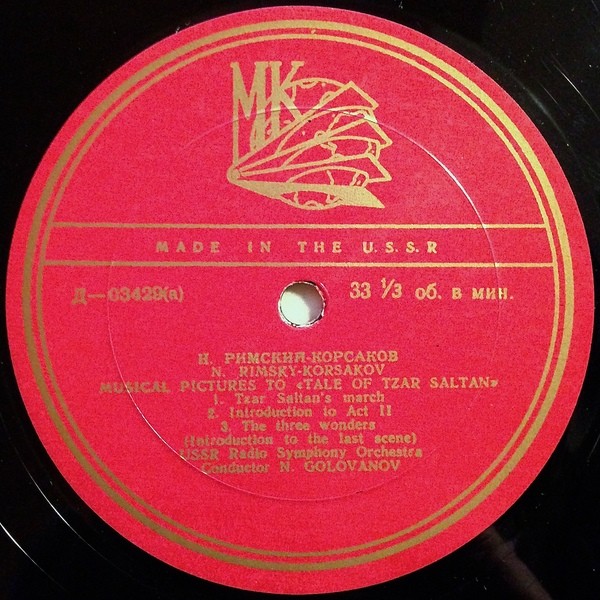 МК
MADE IN THE U.S.S.R
Д—03429(а) 33 1/3 об. в мин.
Н. РИМСКИЙ-КОРСАКОВ
N. RIMSKY-KORSAKOV
MUSICAL PICTURES TO «TALE OF TZAR SALTAN»
1. Tzar Saltan's march
2. Introduction to Act II
3. The three wonders
(Introduction to the last scene)
USSR Radio Symphony Orchestra
Conductor N. GOLOVANOV